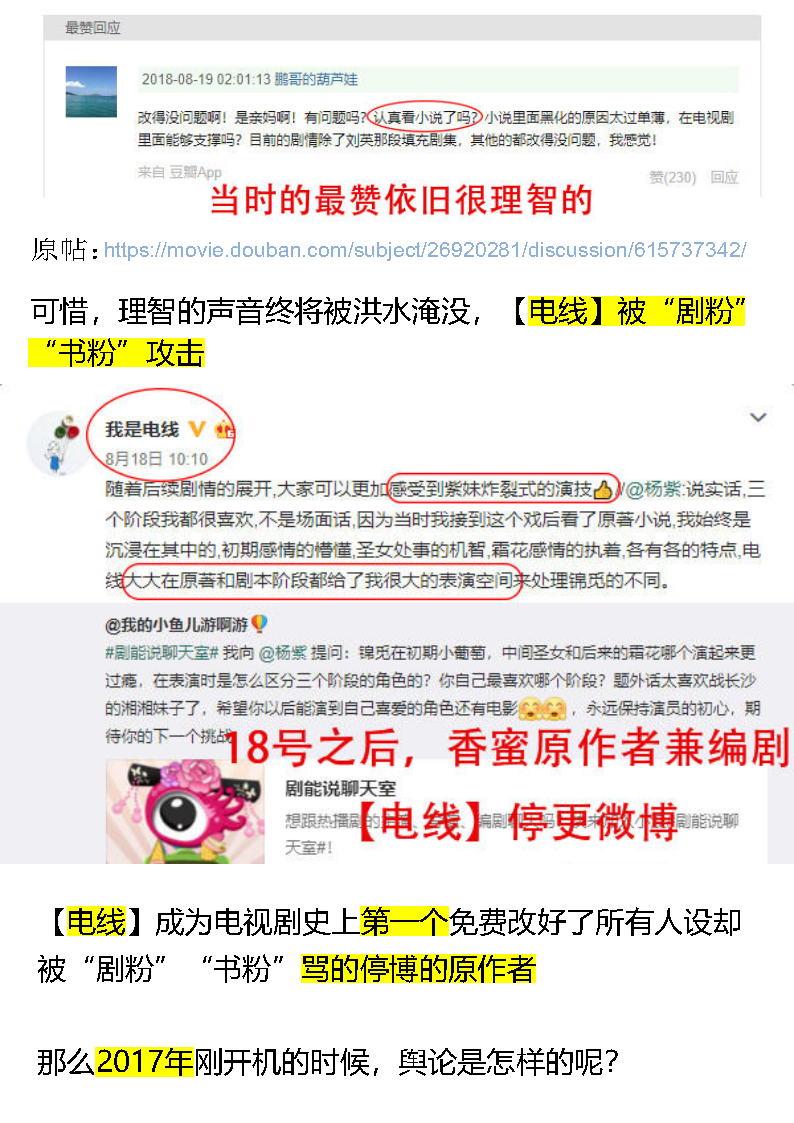 最赞回应
2018-08-19 02:01:13 鹏哥的葫芦娃
改得没问题啊！是亲妈啊！有问题吗？认真看小说了吗？小说里面黑化的原因太过单薄，在电视剧
里面能够支撑吗？目前的剧情除了刘英那段填充剧集，其他的都改得没问题，我感觉！
来自 豆瓣App
赞(230) 回应
当时的最赞依旧很理智的
原帖：https://movie.douban.com/subject/26920281/discussion/615737342/
可惜，理智的声音终将被洪水淹没，【电线】被“剧粉”
“书粉”攻击
我是电线
8月18日 10:10
随着后续剧情的展开,大家可以更加感受到紫妹炸裂式的演技👍//@杨紫:说实话,三
个阶段我都很喜欢,不是场面话,因为当时我接到这个戏后看了原著小说,我始终是
沉浸在其中的,初期感情的懵懂,圣女处事的机智,霜花感情的执着,各有各的特点,电
线大大在原著和剧本阶段都给了我很大的表演空间来处理锦觅的不同。
@我的小鱼儿游啊游
#剧能说聊天室# 我向 @杨紫 提问：锦觅在初期小葡萄，中间圣女和后来的霜花哪个演起来更
过瘾，在表演时是怎么区分三个阶段的角色的？你自己最喜欢哪个阶段？题外话太喜欢战长沙
的湘湘妹子了，希望你以后能演到自己喜爱的角色还有电影，永远保持演员的初心，期
待你的下一个挑战
18号之后，香蜜原作者兼编剧
剧能说聊天室
【电线】停更微博
想跟热播剧的
编剧聊
剧能说聊
天室#！
【电线】成为电视剧史上第一个免费改好了所有人设却
被“剧粉”“书粉”骂的停博的原作者
那么2017年刚开机的时候，舆论是怎样的呢？